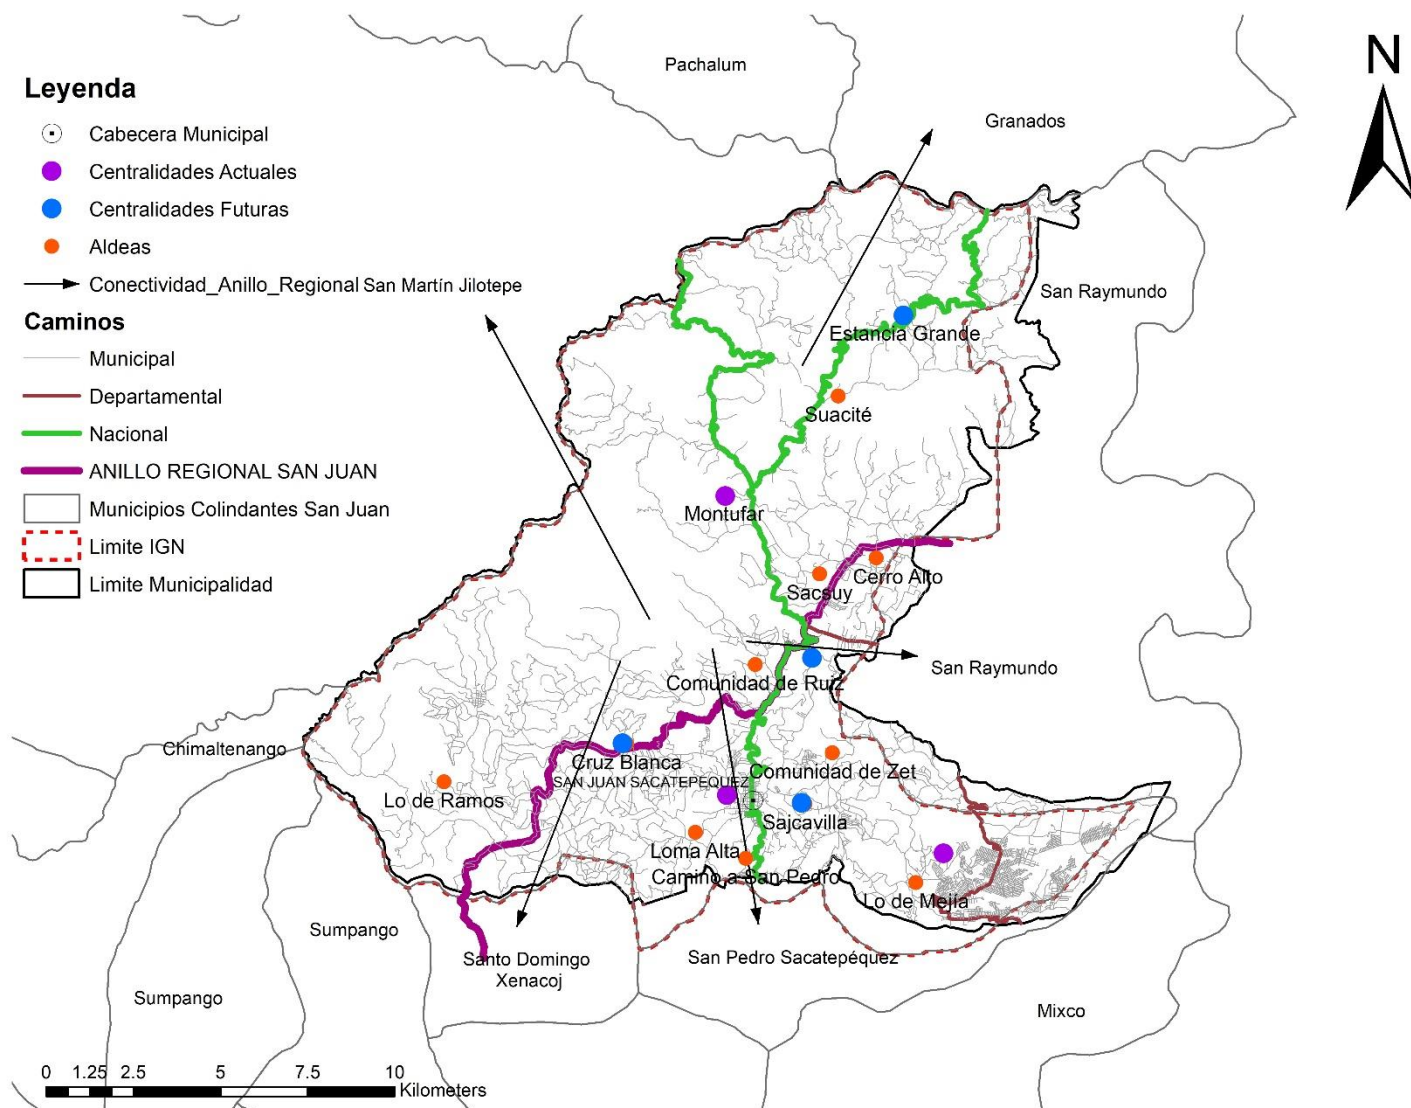 Pachalum
N
Leyenda
Granados
Cabecera Municipal
Centralidades Actuales
Centralidades Futuras
Aldeas
Conectividad_Anillo_Regional San Martín Jilotepe
San Raymundo
Caminos
Estancia Grande
Municipal
Departamental
Suacité
Nacional
ANILLO REGIONAL SAN JUAN
Municipios Colindantes San Juan
Montufar
Limite IGN
Cerro Alto
Limite Municipalidad
Sacsuy
San Raymundo
Comunidad de Ruiz
Chimaltenango
Cruz Blanca
Comunidad de Zet
SAN JUAN SACATEPEQUEZ
Lo de Ramos
Sajcavilla
Loma Alta
Camino a San Pedro
Lo de Mejia
Sumpango
Santo Domingo
Xenacoj
San Pedro Sacatepéquez
Sumpango
Mixco
0 1.25 2.5 5 7.5 10
Kilometers